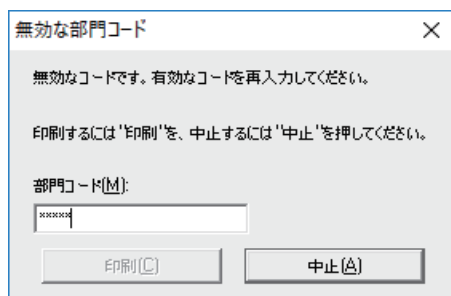 無効な部門コード
無効なコードです。有効なコードを再入力してください。
印刷するには"印刷"を、中止するには"中止"を押してください。
部門コード(M):
*****
印刷(C)
中止(A)